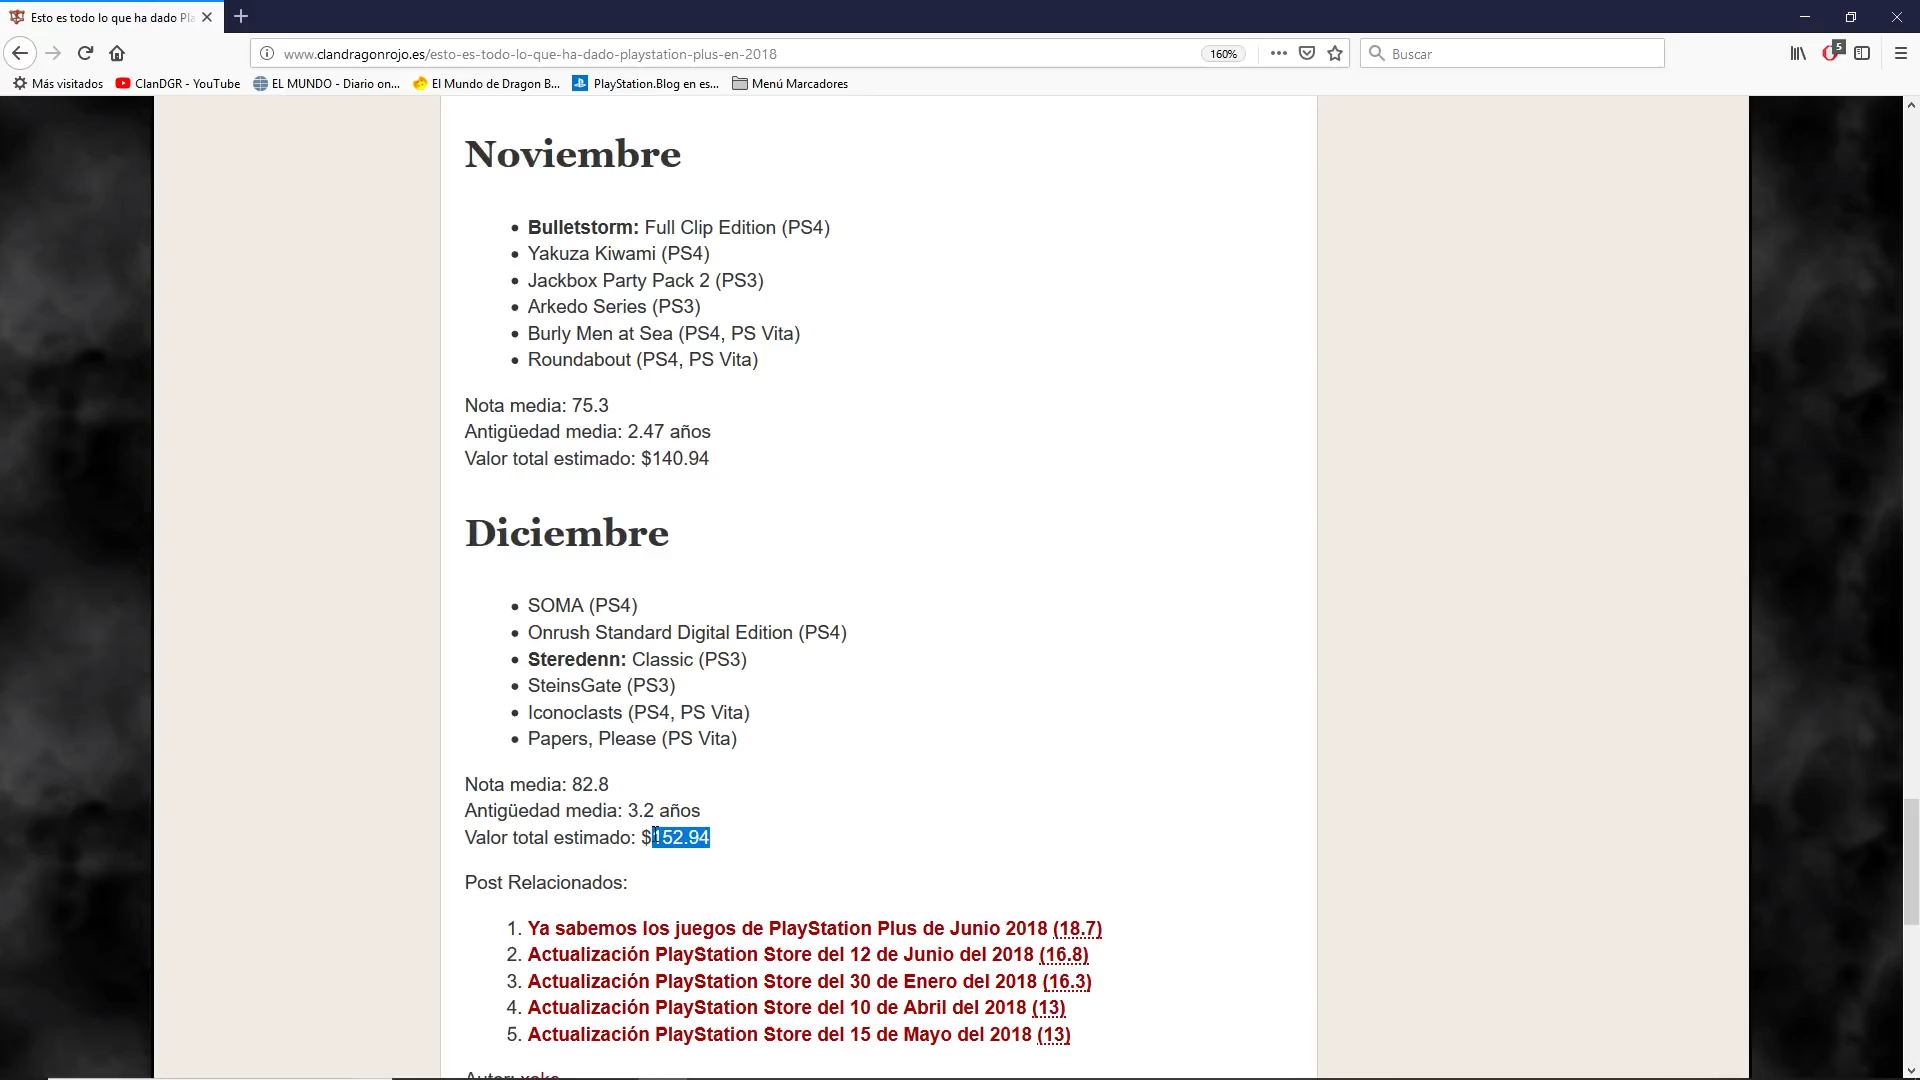 Esto es todo lo que ha dado Pla
www.clandragonrojo.es/esto-es-todo-lo-que-ha-dado-playstation-plus-en-2018
160%
Buscar
5
Más visitados
ClanDGR - YouTube
EL MUNDO - Diario on...
El Mundo de Dragon B...
PlayStation.Blog en es...
Menú Marcadores
Noviembre
• Bulletstorm: Full Clip Edition (PS4)
• Yakuza Kiwami (PS4)
• Jackbox Party Pack 2 (PS3)
• Arkedo Series (PS3)
• Burly Men at Sea (PS4, PS Vita)
• Roundabout (PS4, PS Vita)
Nota media: 75.3
Antigüedad media: 2.47 años
Valor total estimado: $140.94
Diciembre
• SOMA (PS4)
• Onrush Standard Digital Edition (PS4)
• Steredenn: Classic (PS3)
• SteinsGate (PS3)
• Iconoclasts (PS4, PS Vita)
• Papers, Please (PS Vita)
Nota media: 82.8
Antigüedad media: 3.2 años
Valor total estimado: $152.94
Post Relacionados:
1. Ya sabemos los juegos de PlayStation Plus de Junio 2018 (18.7)
2. Actualización PlayStation Store del 12 de Junio del 2018 (16.8)
3. Actualización PlayStation Store del 30 de Enero del 2018 (16.3)
4. Actualización PlayStation Store del 10 de Abril del 2018 (13)
5. Actualización PlayStation Store del 15 de Mayo del 2018 (13)
Autor: